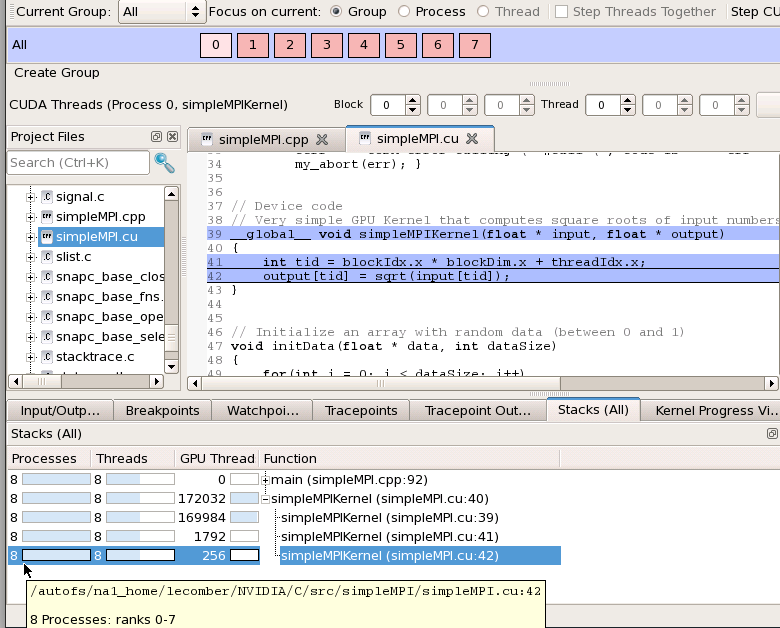 Current Group: All Focus on current: Group Process Thread Step Threads Together Step CU
All 0 1 2 3 4 5 6 7
Create Group
CUDA Threads (Process 0, simpleMPIKernel) Block 0 0 0 Thread 0 0 0
Project Files
Search (Ctrl+K)
signal.c
simpleMPI.cpp
simpleMPI.cu
slist.c
snapc_base_clos
snapc_base_fns.
snapc_base_ope
snapc_base_sele
stacktrace.c
simpleMPI.cpp simpleMPI.cu
34 my_abort(err); }
35
36
37 // Device code
38 // Very simple GPU Kernel that computes square roots of input numbers
39 __global__ void simpleMPIKernel(float * input, float * output)
40 {
41 int tid = blockIdx.x * blockDim.x + threadIdx.x;
42 output[tid] = sqrt(input[tid]);
43 }
44
45
46 // Initialize an array with random data (between 0 and 1)
47 void initData(float * data, int dataSize)
48 {
49 for(int i = 0; i < dataSize; i++)
Input/Outp... Breakpoints Watchpoi... Tracepoints Tracepoint Out... Stacks (All) Kernel Progress Vi...
Stacks (All)
Processes Threads GPU Thread Function
8 8 0 main (simpleMPI.cpp:92)
8 8 172032 simpleMPIKernel (simpleMPI.cu:40)
8 8 169984 simpleMPIKernel (simpleMPI.cu:39)
8 8 1792 simpleMPIKernel (simpleMPI.cu:41)
8 8 256 simpleMPIKernel (simpleMPI.cu:42)
/autofs/na1_home/lecomber/NVIDIA/C/src/simpleMPI/simpleMPI.cu:42
8 Processes: ranks 0-7